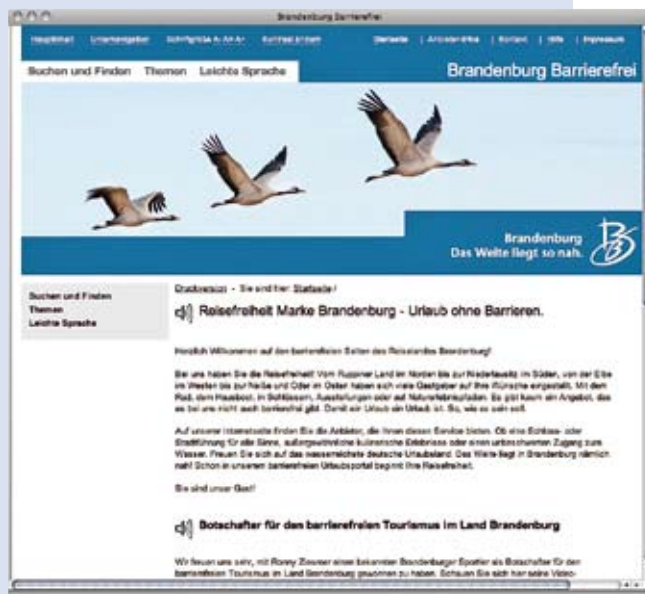 Brandenburg Barrierefrei
Hauptinhalt Unternavigation Schriftgröße A- A+ A+ Kontrast ändern Startseite | | Kontakt | Hilfe | Impressum
Suchen und Finden Themen Leichte Sprache
Brandenburg Barrierefrei
Brandenburg
Das Weite liegt so nah.
Suchen und Finden
Themen
Leichte Sprache
Druckversion - Sie sind hier: Startseite /
Reisefreiheit Marke Brandenburg - Urlaub ohne Barrieren.
Herzlich Willkommen auf den barrierefreien Seiten des Reiselandes Brandenburg!
Bei uns haben Sie die Reisefreiheit! Vom Ruppiner Land im Norden bis zur Niederlausitz im Süden, von der Elbe
im Westen bis zur Neiße und Oder im Osten haben sich viele Gastgeber auf Ihre Wünsche eingestellt. Mit dem
Rad, dem Hausboot, in Schlössern, Ausstellungen oder auf Naturerlebnispfaden. Es gibt kaum ein Angebot, das
es bei uns nicht auch barrierefrei gibt. Damit ein Urlaub ein Urlaub ist. So, wie es sein soll.
Auf unserer Internetseite finden Sie die Anbieter, die Ihnen diesen Service bieten. Ob eine Schloss- oder
Stadtführung für alle Sinne, außergewöhnliche kulinarische Erlebnisse oder einen unbeschwerten Zugang zum
Wasser. Freuen Sie sich auf das wasserreichste deutsche Urlaubsland. Das Weite liegt in Brandenburg nämlich
nah! Schon in unserem barrierefreien Urlaubsportal beginnt Ihre Reisefreiheit.
Sie sind unser Gast!
Botschafter für den barrierefreien Tourismus im Land Brandenburg
Wir freuen uns sehr, mit Ronny Ziesmer einen bekannten Brandenburger Sportler als Botschafter für den
barrierefreien Tourismus im Land Brandenburg gewonnen zu haben. Schauen Sie sich hier seine Video-